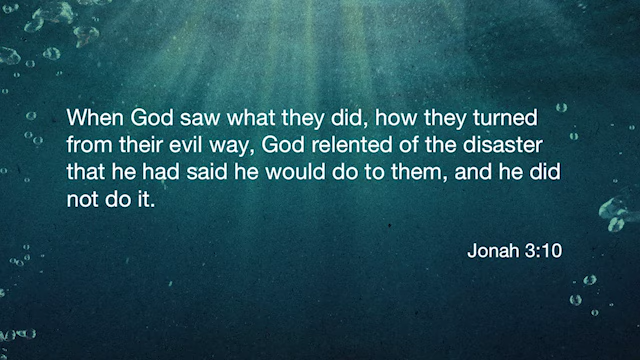 When God saw what they did, how they turned
from their evil way, God relented of the disaster
that he had said he would do to them, and he did
not do it.
Jonah 3:10